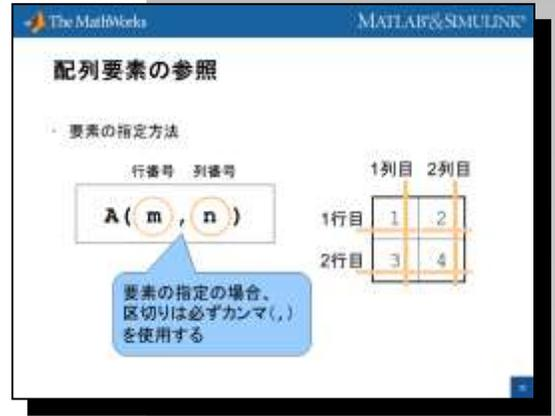 The MathWorks
MATLAB&SIMULINK®
配列要素の参照
要素の指定方法
行番号 列番号
A( m , n )
要素の指定の場合、
区切りは必ずカンマ(,)
を使用する
1列目 2列目
1行目 1 2
2行目 3 4